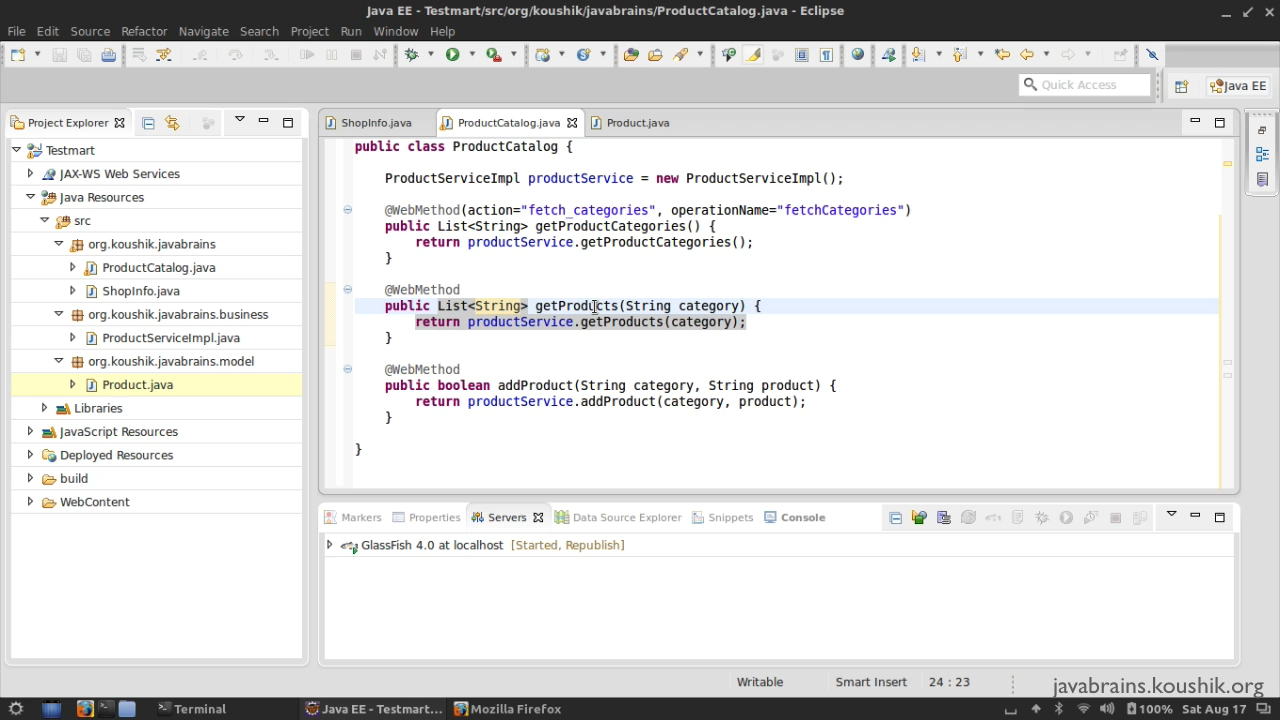 Java EE - Testmart/src/org/koushik/javabrains/ProductCatalog.java - Eclipse
File Edit Source Refactor Navigate Search Project Run Window Help
Quick Access
Java EE
Project Explorer
ShopInfo.java ProductCatalog.java Product.java
Testmart
JAX-WS Web Services
Java Resources
src
org.koushik.javabrains
ProductCatalog.java
ShopInfo.java
org.koushik.javabrains.business
ProductServiceImpl.java
org.koushik.javabrains.model
Product.java
Libraries
JavaScript Resources
Deployed Resources
build
WebContent
public class ProductCatalog {
ProductServiceImpl productService = new ProductServiceImpl();
@WebMethod(action="fetch_categories", operationName="fetchCategories")
public List<String> getProductCategories() {
return productService.getProductCategories();
}
@WebMethod
public List<String> getProducts(String category) {
return productService.getProducts(category);
}
@WebMethod
public boolean addProduct(String category, String product) {
return productService.addProduct(category, product);
}
}
Markers Properties Servers Data Source Explorer Snippets Console
GlassFish 4.0 at localhost [Started, Republish]
Writable Smart Insert 24 : 23
javabrains.koushik.org
Terminal Java EE - Testmart... Mozilla Firefox 100% Sat Aug 17